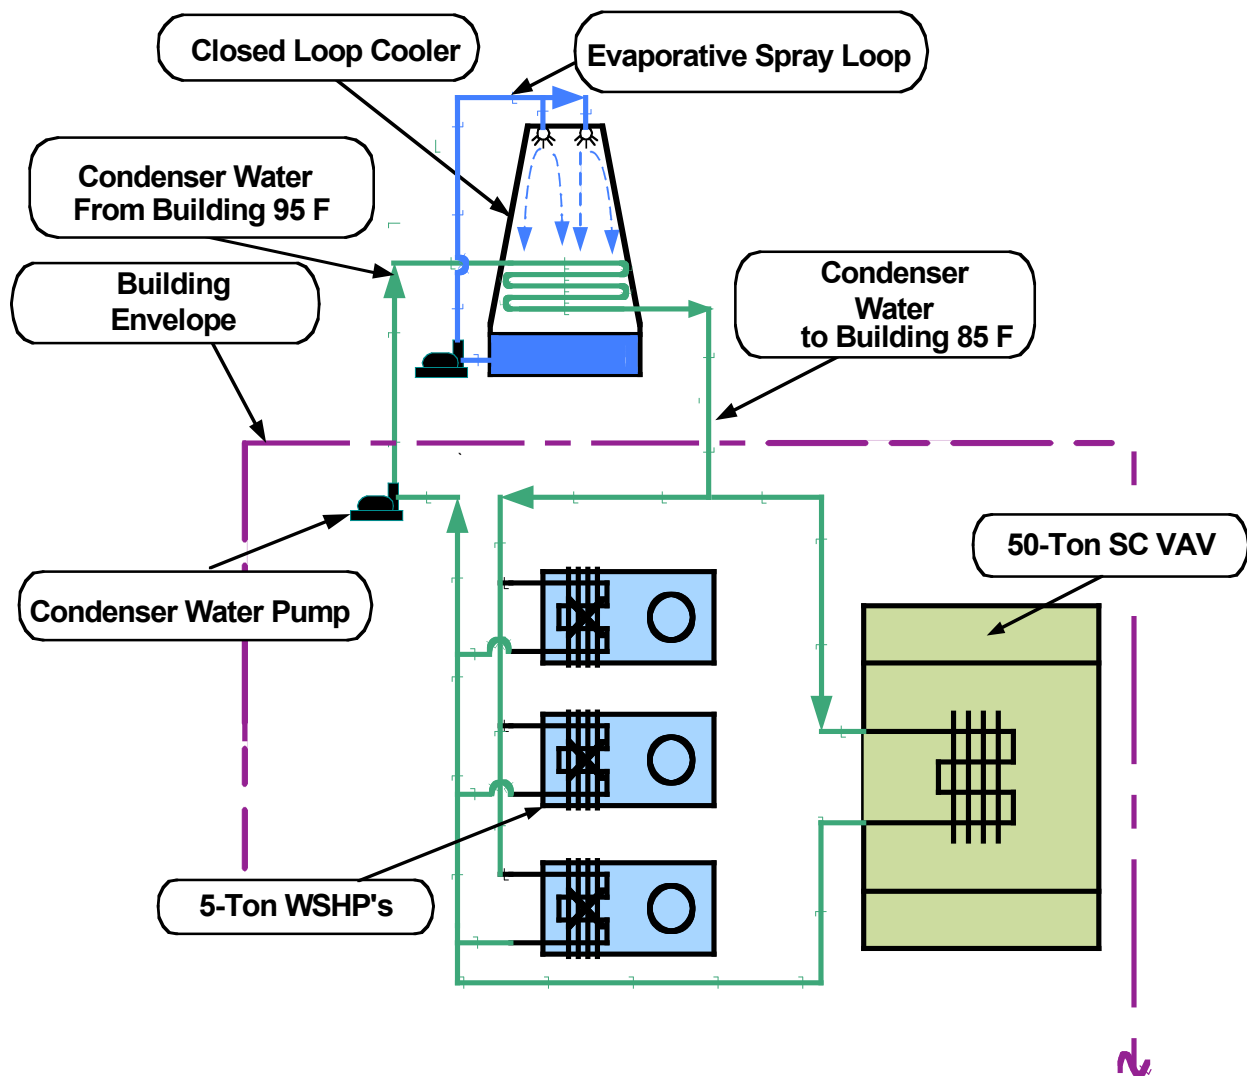 Closed Loop Cooler
Evaporative Spray Loop
Condenser Water
From Building 95 F
Building
Envelope
Condenser
Water
to Building 85 F
50-Ton SC VAV
Condenser Water Pump
5-Ton WSHP's